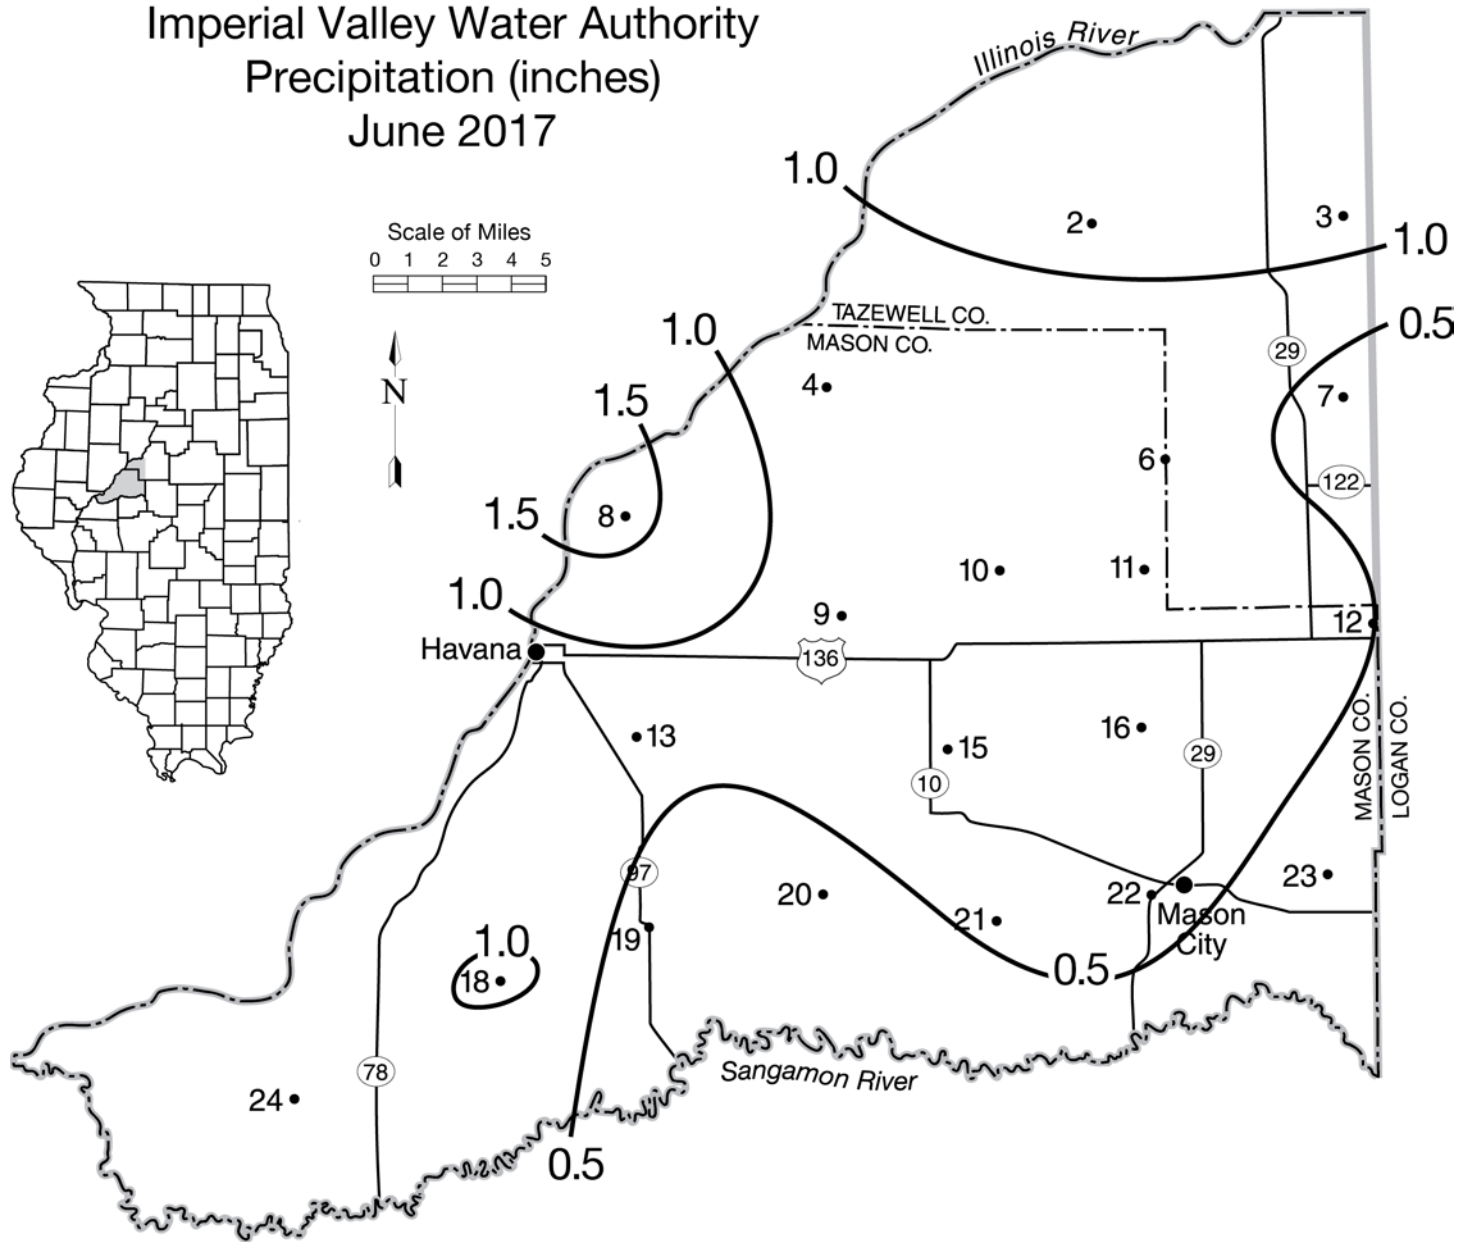 Imperial Valley Water Authority
Precipitation (inches)
June 2017
Illinois River
1.0
2
3
1.0
Scale of Miles
0 1 2 3 4 5
TAZEWELL CO.
MASON CO.
1.0
0.5
29
N
4
7
1.5
6
122
1.5
8
10
11
1.0
9
12
Havana
136
13
15
16
29
10
MASON CO.
LOGAN CO.
97
20
22
23
21
Mason
City
19
1.0
18
0.5
78
Sangamon River
24
0.5